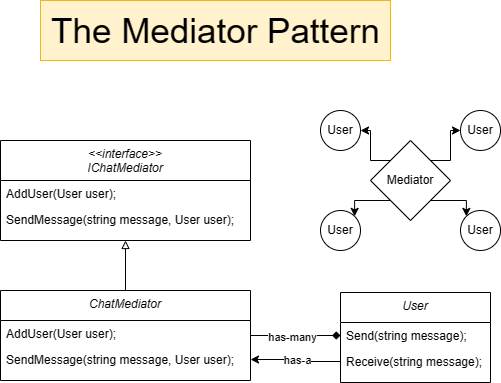 The Mediator Pattern
<<interface>>
IChatMediator
AddUser(User user);
SendMessage(string message, User user);
User
User
Mediator
User
User
ChatMediator
AddUser(User user);
SendMessage(string message, User user);
has-many
has-a
User
Send(string message);
Receive(string message);